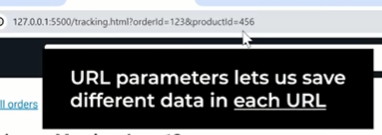 127.0.0.1:5500/tracking.html?orderId=123&productId=456
URL parameters lets us save
different data in each URL
ll orders